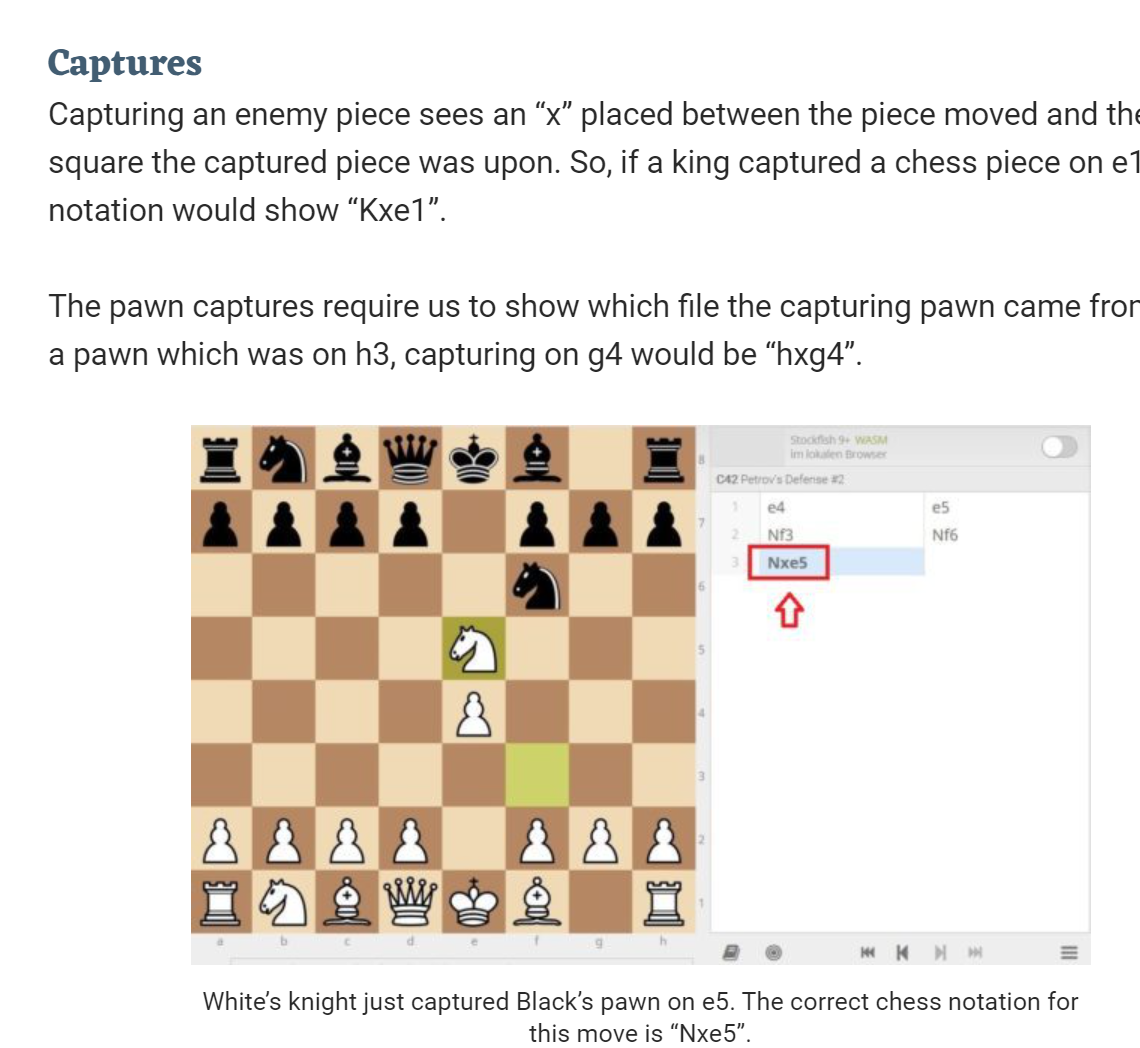 Captures
Capturing an enemy piece sees an “x” placed between the piece moved and the
square the captured piece was upon. So, if a king captured a chess piece on e1
notation would show “Kxe1”.
The pawn captures require us to show which file the capturing pawn came from
a pawn which was on h3, capturing on g4 would be “hxg4”.
Stockfish 9+ WASM
im lokalen Browser
C42 Petrov's Defense #2
1 e4 e5
2 Nf3 Nf6
3 Nxe5
8
7
6
5
4
3
2
1
a b c d e f g h
White’s knight just captured Black’s pawn on e5. The correct chess notation for
this move is “Nxe5”.